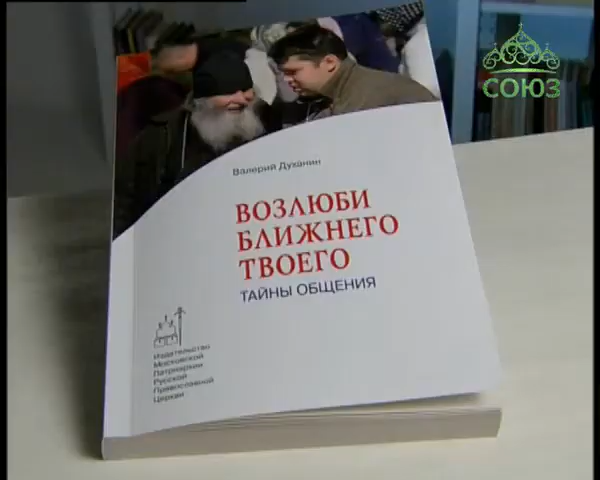 СОЮЗ
Валерий Духанин
ВОЗЛЮБИ
БЛИЖНЕГО
ТВОЕГО
ТАЙНЫ ОБЩЕНИЯ
Издательство
Московской
Патриархии
Русской
Православной
Церкви